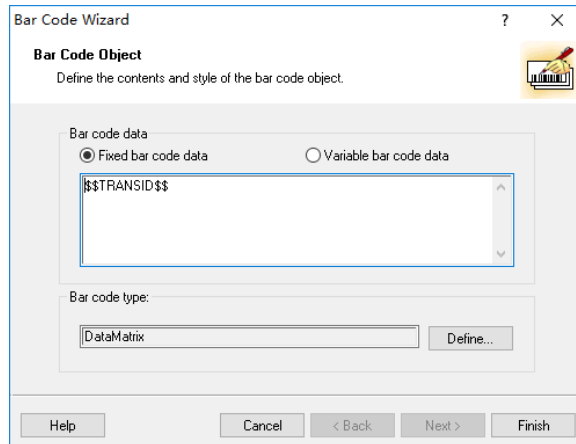 Bar Code Wizard
Bar Code Object
Define the contents and style of the bar code object.
Bar code data
Fixed bar code data Variable bar code data
$$TRANSID$$
Bar code type:
DataMatrix Define...
Help Cancel < Back Next > Finish